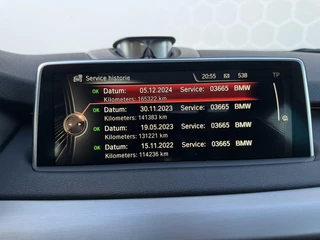 Service historie 20:55 88 538 TP
OK Datum: 05.12.2024 Service: 03665 BMW
Kilometers: 165322 km
OK Datum: 30.11.2023 Service: 03665 BMW
Kilometers: 141383 km
OK Datum: 19.05.2023 Service: 03665 BMW
Kilometers: 131221 km
OK Datum: 15.11.2022 Service: 03665 BMW
Kilometers: 114236 km